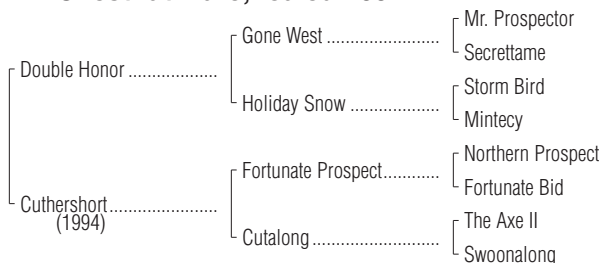 Mr. Prospector
Gone West
Secrettame
Double Honor
Storm Bird
Holiday Snow
Mintecy
Northern Prospect
Fortunate Prospect
Fortunate Bid
Cuthershort
(1994)
The Axe II
Cutalong
Swoonalong